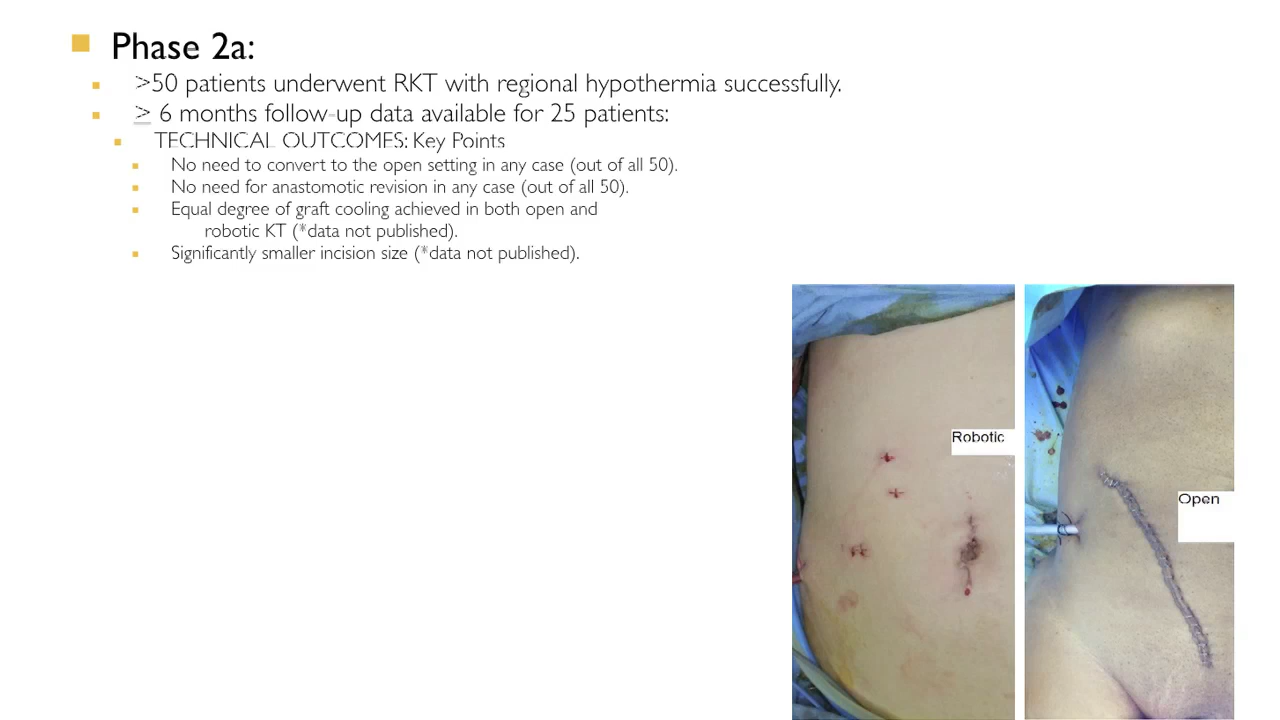 Phase 2a:
>50 patients underwent RKT with regional hypothermia successfully.
≥ 6 months follow-up data available for 25 patients:
TECHNICAL OUTCOMES: Key Points
No need to convert to the open setting in any case (out of all 50).
No need for anastomotic revision in any case (out of all 50).
Equal degree of graft cooling achieved in both open and
robotic KT (*data not published).
Significantly smaller incision size (*data not published).
Robotic
Open